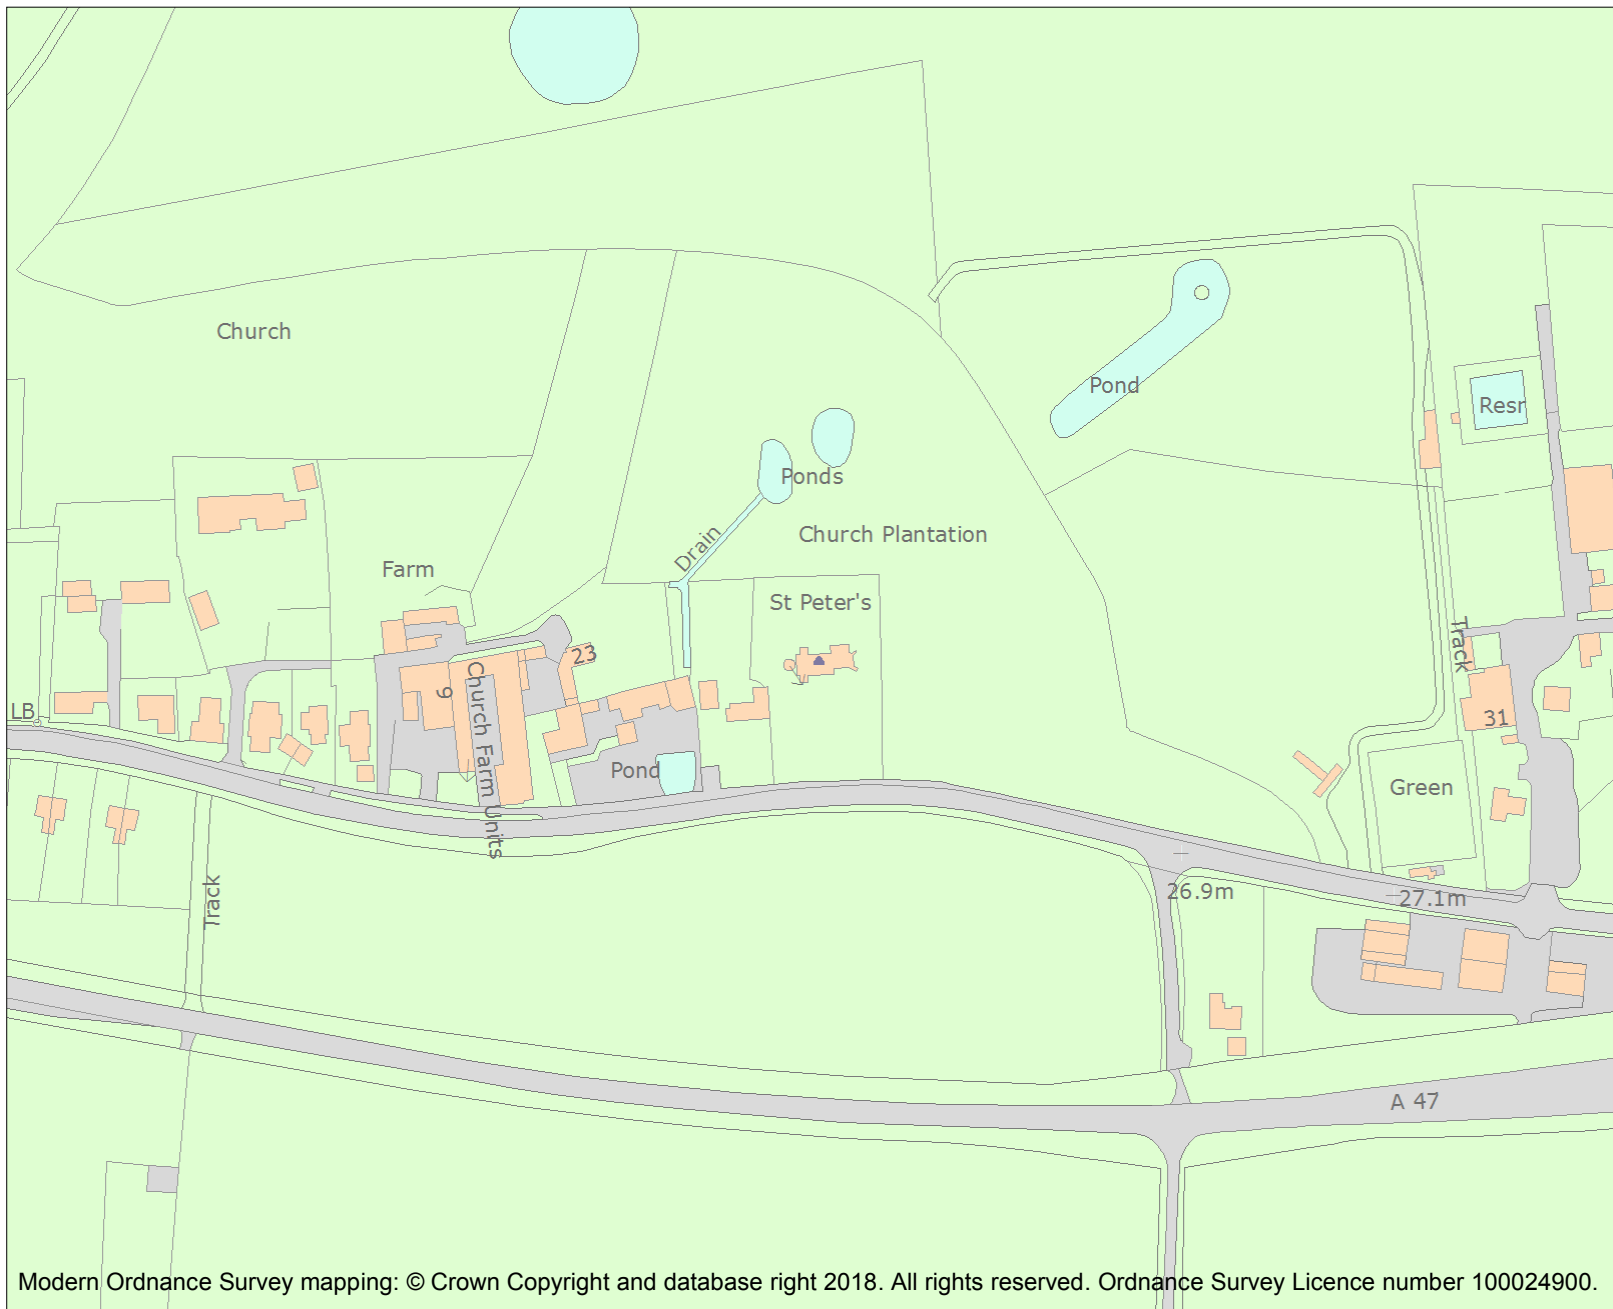 Church
Pond
Resr
Ponds
Drain
Church Plantation
Farm
St Peter's
Track
23
9
Church Farm Units
LB
31
Pond
Green
26.9m
27.1m
Track
A 47
Modern Ordnance Survey mapping: © Crown Copyright and database right 2018. All rights reserved. Ordnance Survey Licence number 100024900.